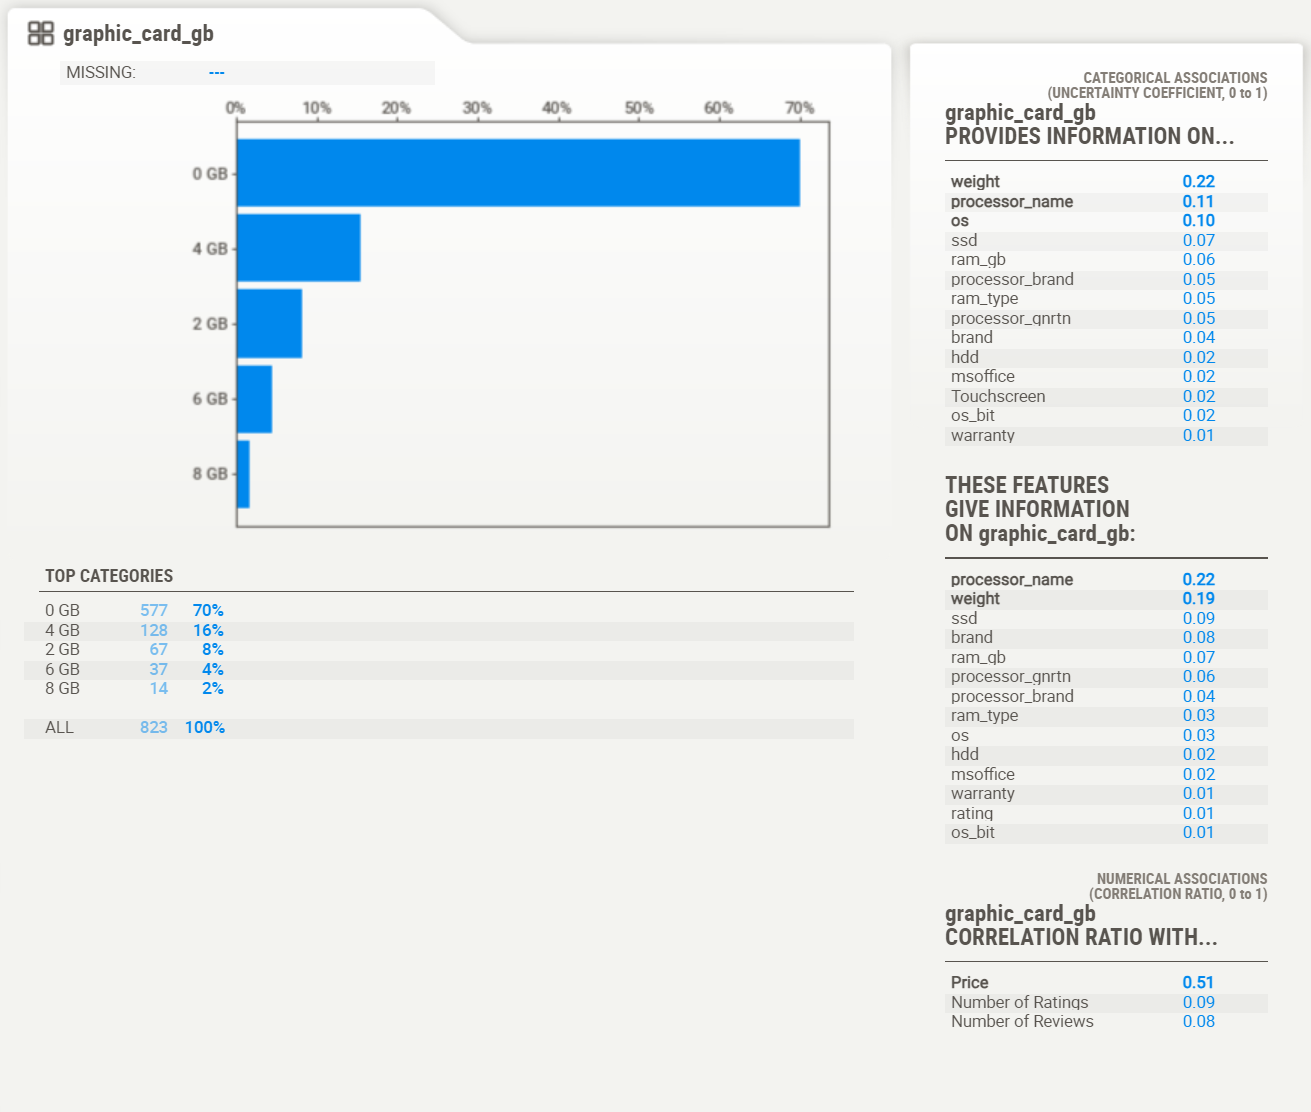 graphic_card_gb
MISSING: ---
0% 10% 20% 30% 40% 50% 60% 70%
0 GB
4 GB
2 GB
6 GB
8 GB
TOP CATEGORIES
0 GB 577 70%
4 GB 128 16%
2 GB 67 8%
6 GB 37 4%
8 GB 14 2%
ALL 823 100%
CATEGORICAL ASSOCIATIONS
(UNCERTAINTY COEFFICIENT, 0 to 1)
graphic_card_gb
PROVIDES INFORMATION ON...
weight 0.22
processor_name 0.11
os 0.10
ssd 0.07
ram_gb 0.06
processor_brand 0.05
ram_type 0.05
processor_gnrtn 0.05
brand 0.04
hdd 0.02
msoffice 0.02
Touchscreen 0.02
os_bit 0.02
warranty 0.01
THESE FEATURES
GIVE INFORMATION
ON graphic_card_gb:
processor_name 0.22
weight 0.19
ssd 0.09
brand 0.08
ram_gb 0.07
processor_gnrtn 0.06
processor_brand 0.04
ram_type 0.03
os 0.03
hdd 0.02
msoffice 0.02
warranty 0.01
rating 0.01
os_bit 0.01
NUMERICAL ASSOCIATIONS
(CORRELATION RATIO, 0 to 1)
graphic_card_gb
CORRELATION RATIO WITH...
Price 0.51
Number of Ratings 0.09
Number of Reviews 0.08